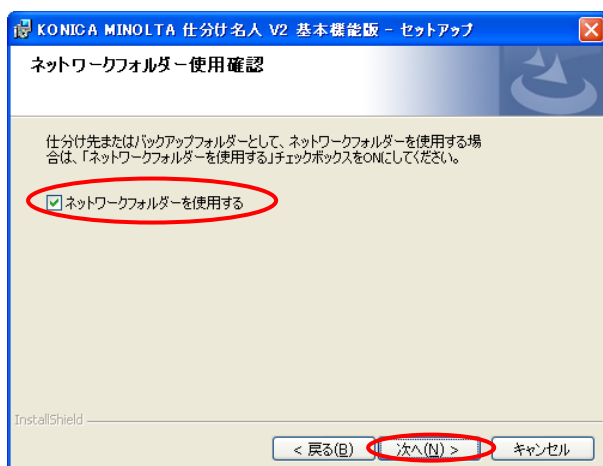 KONICA MINOLTA 仕分け名人 V2 基本機能版 - セットアップ
ネットワークフォルダー使用確認
仕分け先またはバックアップフォルダーとして、ネットワークフォルダーを使用する場
合は、「ネットワークフォルダーを使用する」チェックボックスをONにしてください。
ネットワークフォルダーを使用する
InstallShield
< 戻る(B)
次へ(N) >
キャンセル